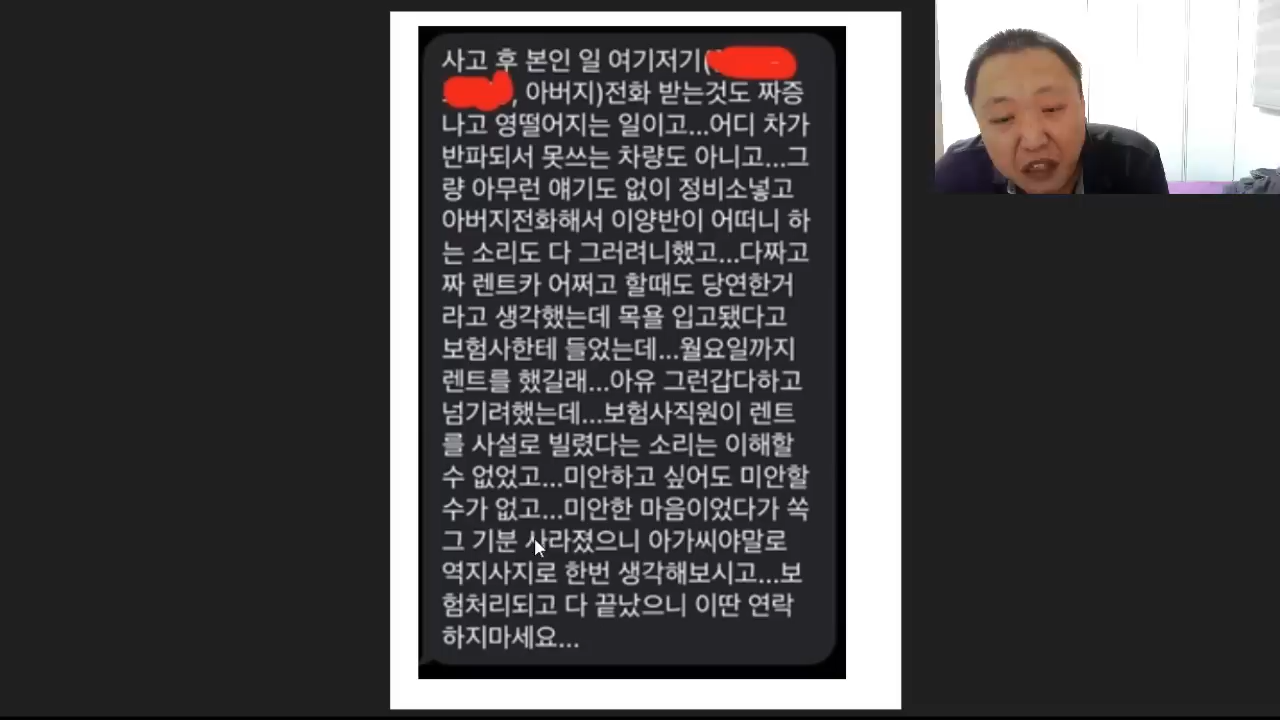 사고 후 본인 일 여기저기(
, 아버지)전화 받는것도 짜증
나고 영떨어지는 일이고...어디 차가
반파되서 못쓰는 차량도 아니고...그
량 아무런 얘기도 없이 정비소넣고
아버지전화해서 이양반이 어떠니 하
는 소리도 다 그러려니했고...다짜고
짜 렌트카 어쩌고 할때도 당연한거
라고 생각했는데 목욜 입고됐다고
보험사한테 들었는데...월요일까지
렌트를 했길래...아유 그런갑다하고
넘기려했는데...보험사직원이 렌트
를 사설로 빌렸다는 소리는 이해할
수 없었고...미안하고 싶어도 미안할
수가 없고...미안한 마음이었다가 쏙
그 기분 사라졌으니 아가씨야말로
역지사지로 한번 생각해보시고...보
험처리되고 다 끝났으니 이딴 연락
하지마세요...